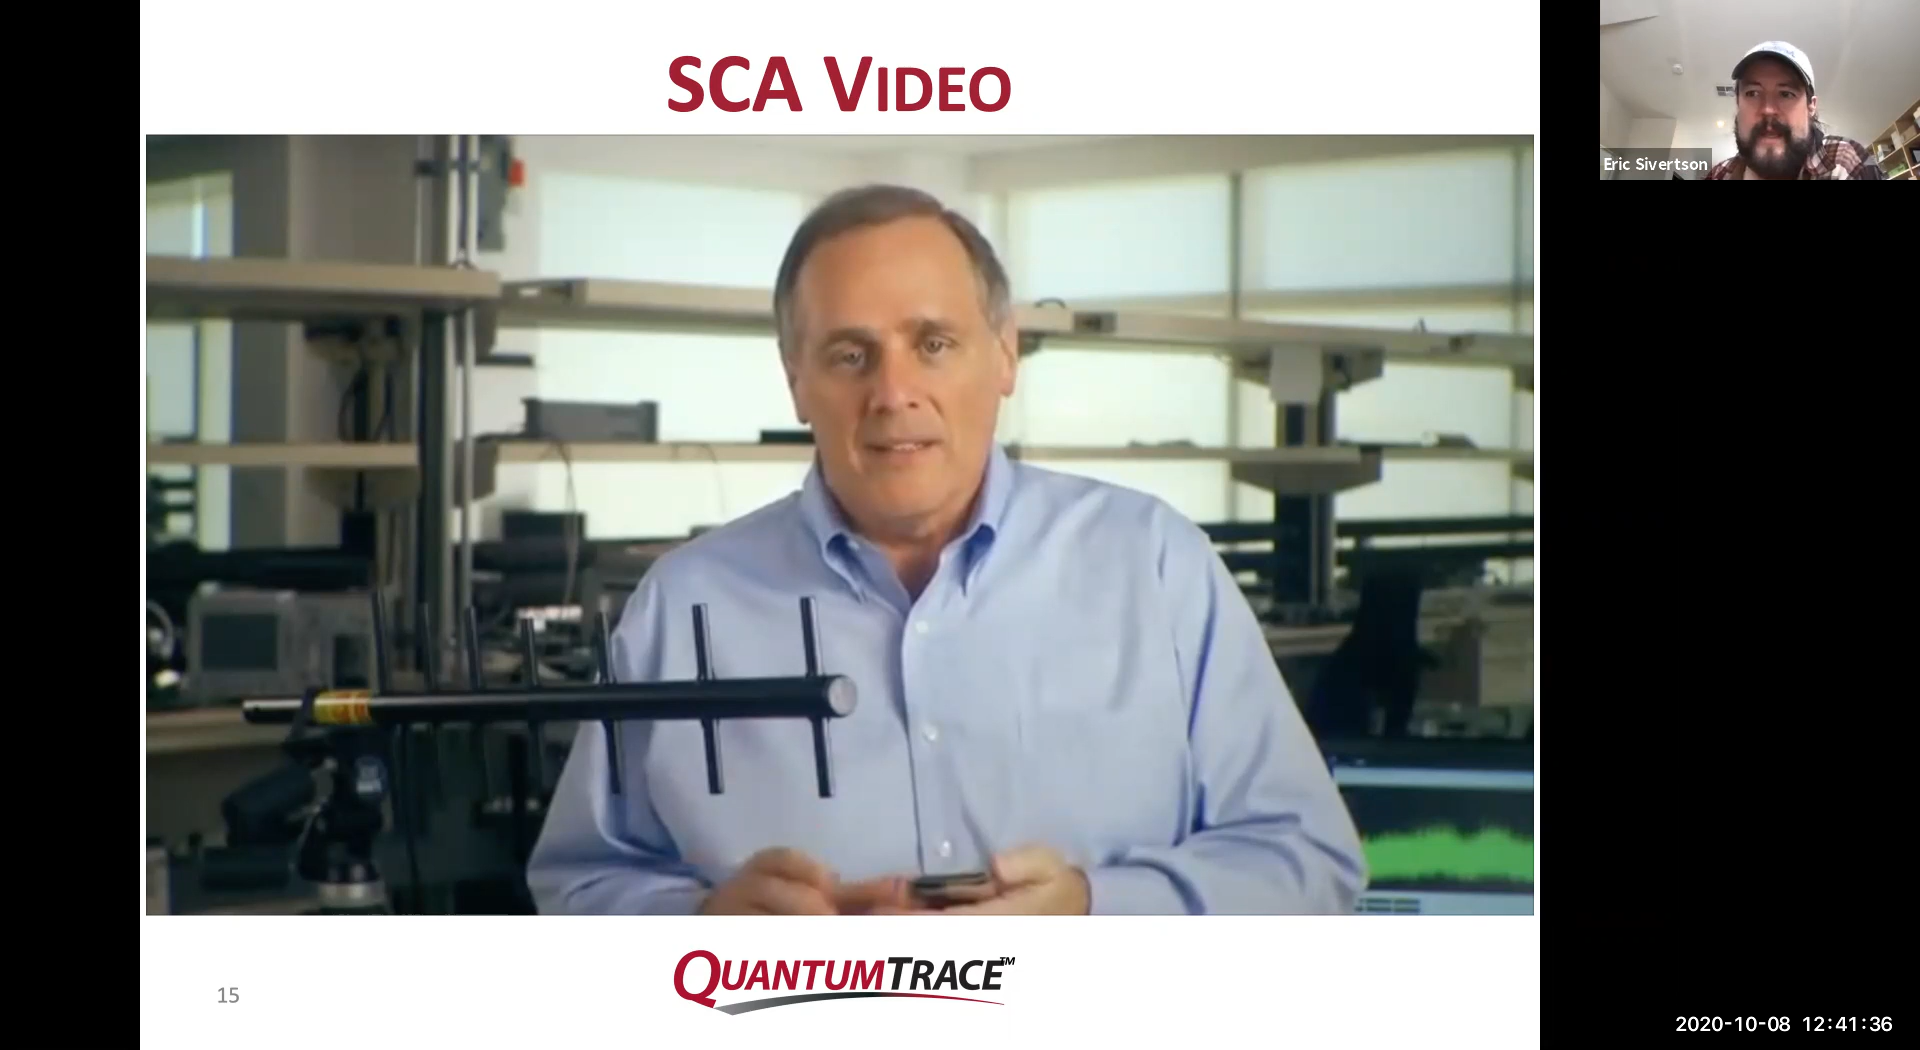 SCA VIDEO
Eric Sivertson
QUANTUMTRACE™
15
2020-10-08 12:41:36